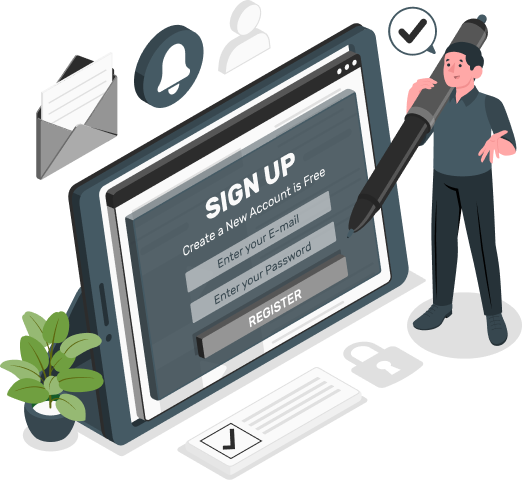 SIGN UP
Create a New Account is Free
Enter your E-mail
Enter your Password
REGISTER